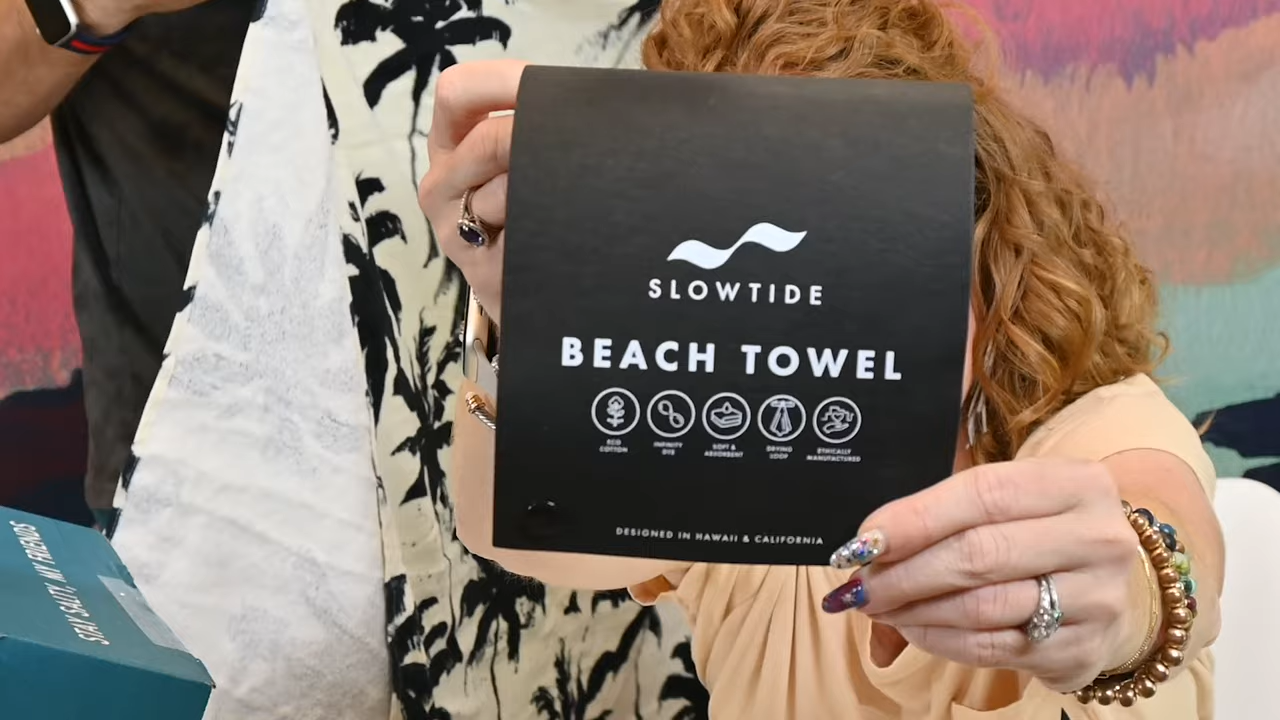 SLOWTIDE
BEACH TOWEL
ECO
COTTON
INFINITY
DYE
SOFT &
ABSORBENT
DRYING
LOOP
ETHICALLY
MANUFACTURED
DESIGNED IN HAWAII & CALIFORNIA
STAY SALTY, MY FRIENDS